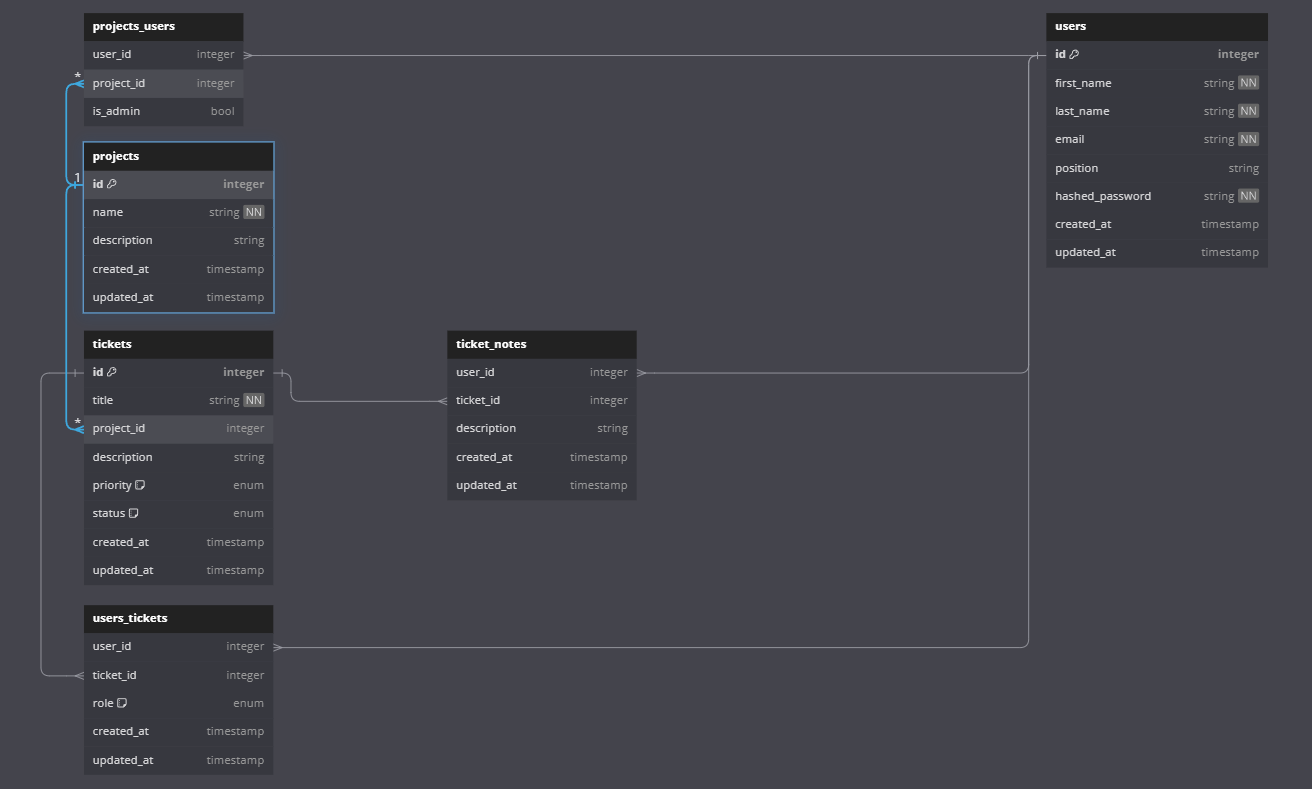 projects_users
user_id integer
* project_id integer
is_admin bool
projects
1 id integer
name string NN
description string
created_at timestamp
updated_at timestamp
tickets
id integer
title string NN
* project_id integer
description string
priority enum
status enum
created_at timestamp
updated_at timestamp
users_tickets
user_id integer
ticket_id integer
role enum
created_at timestamp
updated_at timestamp
ticket_notes
user_id integer
ticket_id integer
description string
created_at timestamp
updated_at timestamp
users
id integer
first_name string NN
last_name string NN
email string NN
position string
hashed_password string NN
created_at timestamp
updated_at timestamp